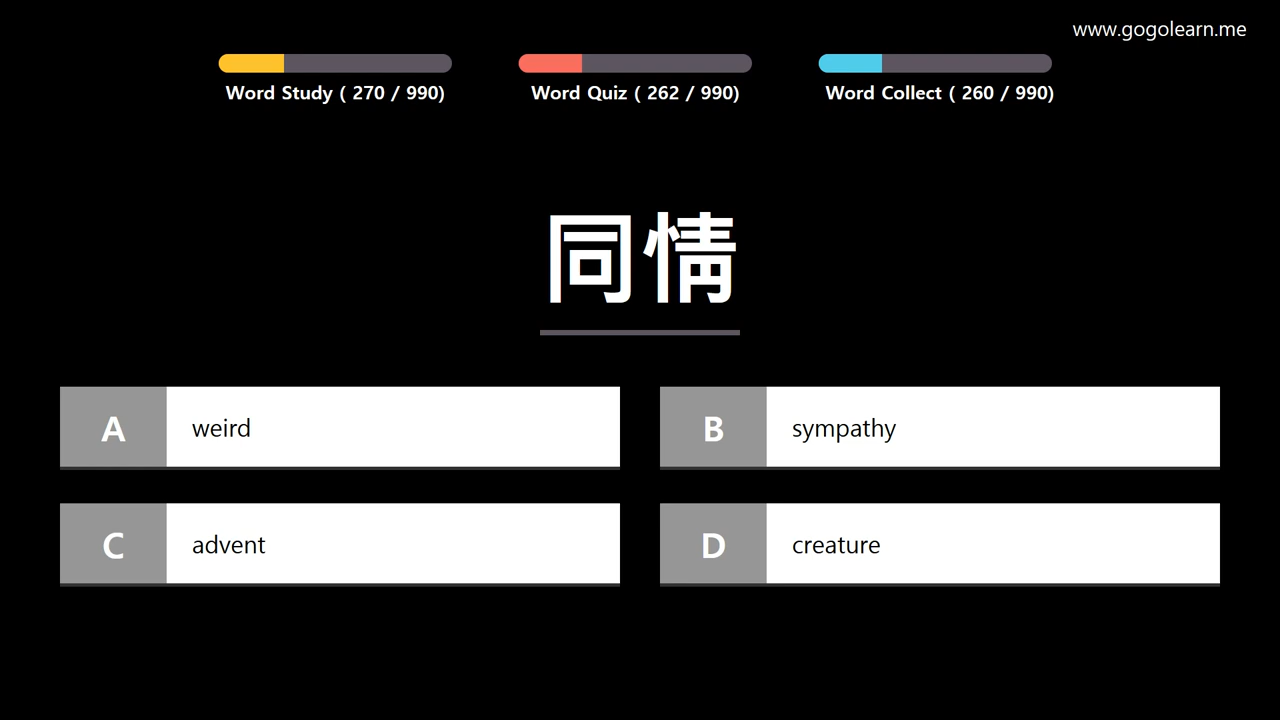 www.gogolearn.me
Word Study ( 270 / 990)
Word Quiz ( 262 / 990)
Word Collect ( 260 / 990)
同情
A weird
B sympathy
C advent
D creature